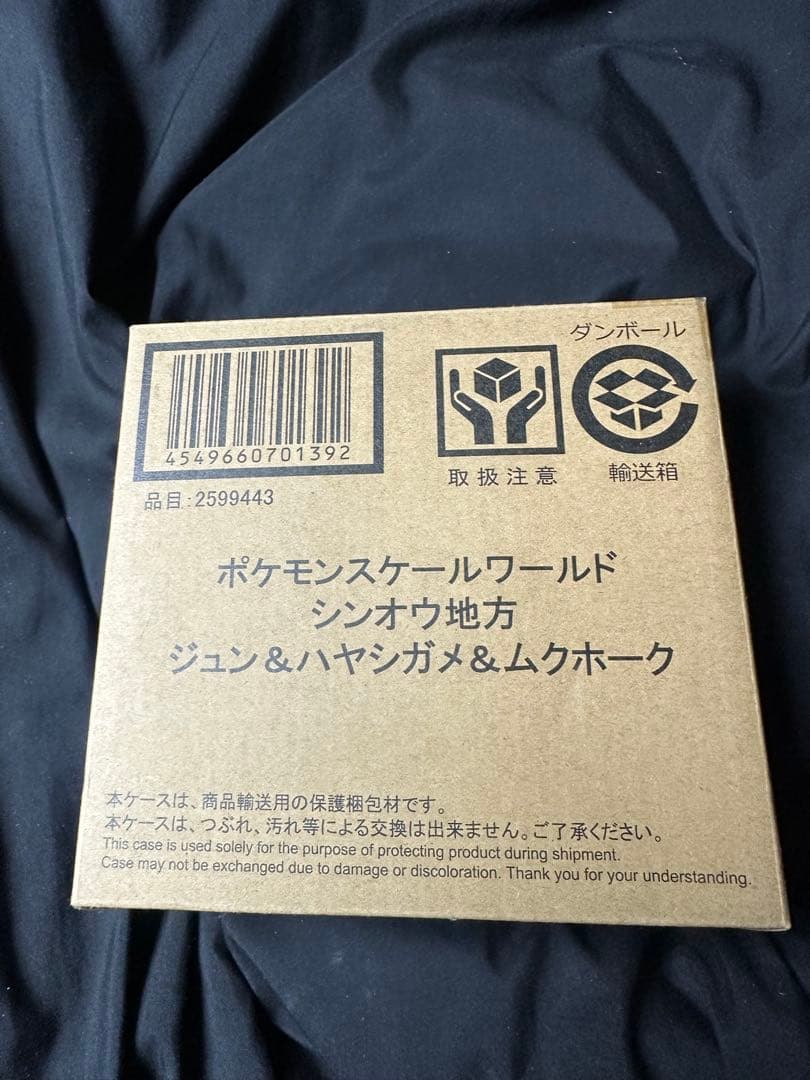 4549660701392
品目:2599443
ダンボール
取扱注意
輸送箱
ポケモンスケールワールド
シンオウ地方
ジュン&ハヤシガメ&ムクホーク
本ケースは、商品輸送用の保護梱包材です。
本ケースは、つぶれ、汚れ等による交換は出来ません。ご了承ください。
This case is used solely for the purpose of protecting product during shipment.
Case may not be exchanged due to damage or discoloration. Thank you for your understanding.